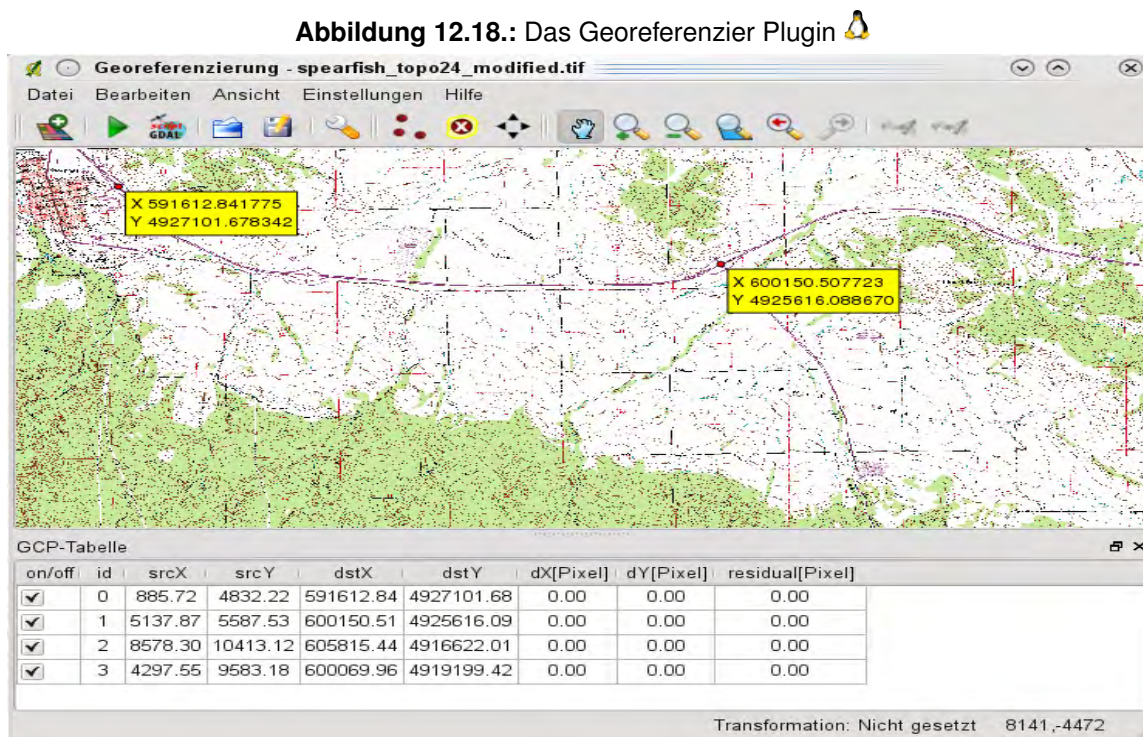 Abbildung 12.18.: Das Georeferenzier Plugin
Georeferenzierung - spearfish_topo24_modified.tif
Datei Bearbeiten Ansicht Einstellungen Hilfe
GDAL
X 591612.841775
Y 4927101.678342
X 600150.507723
Y 4925616.088670
GCP-Tabelle
on/off id srcX srcY dstX dstY dX[Pixel] dY[Pixel] residual[Pixel]
0 885.72 4832.22 591612.84 4927101.68 0.00 0.00 0.00
1 5137.87 5587.53 600150.51 4925616.09 0.00 0.00 0.00
2 8578.30 10413.12 605815.44 4916622.01 0.00 0.00 0.00
3 4297.55 9583.18 600069.96 4919199.42 0.00 0.00 0.00
Transformation: Nicht gesetzt 8141,-4472